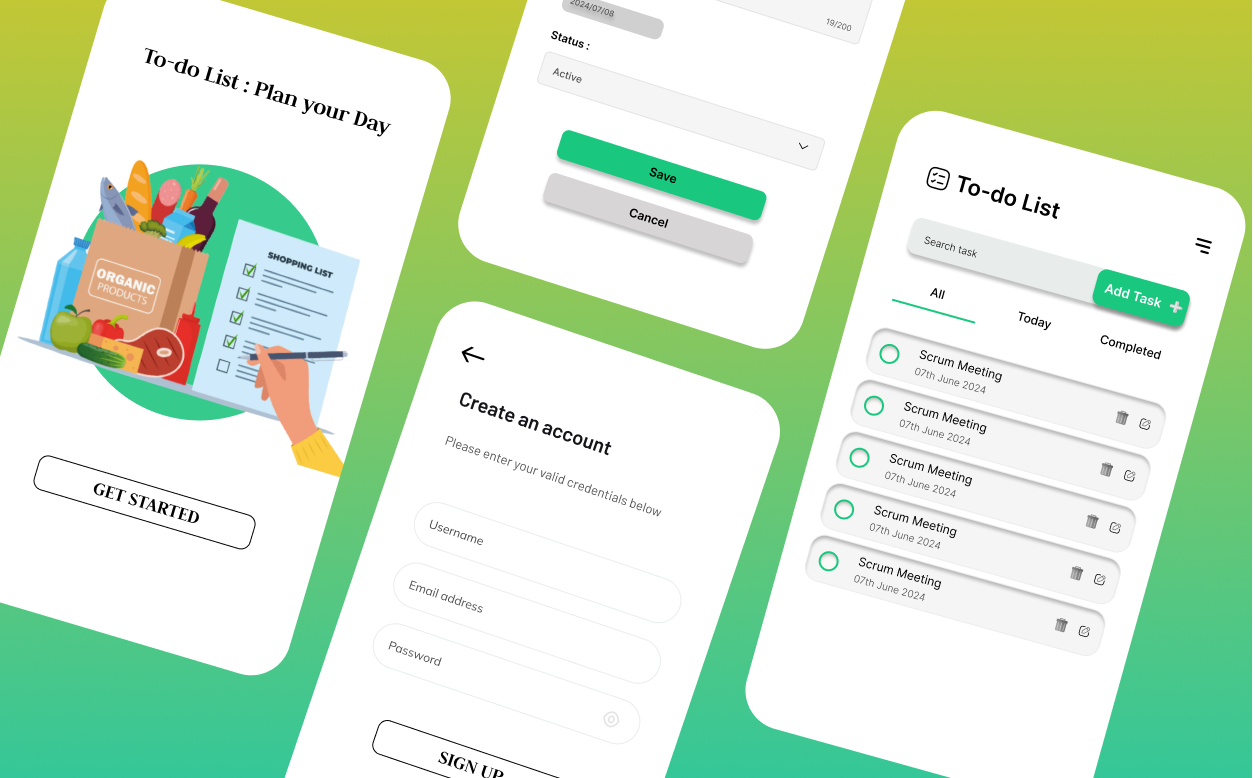 To-do List : Plan your Day
ORGANIC
PRODUCTS
SHOPPING LIST
GET STARTED
2024/07/08
19/200
Status :
Active
Save
Cancel
Create an account
Please enter your valid credentials below
Username
Email address
Password
SIGN UP
To-do List
Search task
Add Task
All
Today
Completed
Scrum Meeting
07th June 2024
Scrum Meeting
07th June 2024
Scrum Meeting
07th June 2024
Scrum Meeting
07th June 2024
Scrum Meeting
07th June 2024